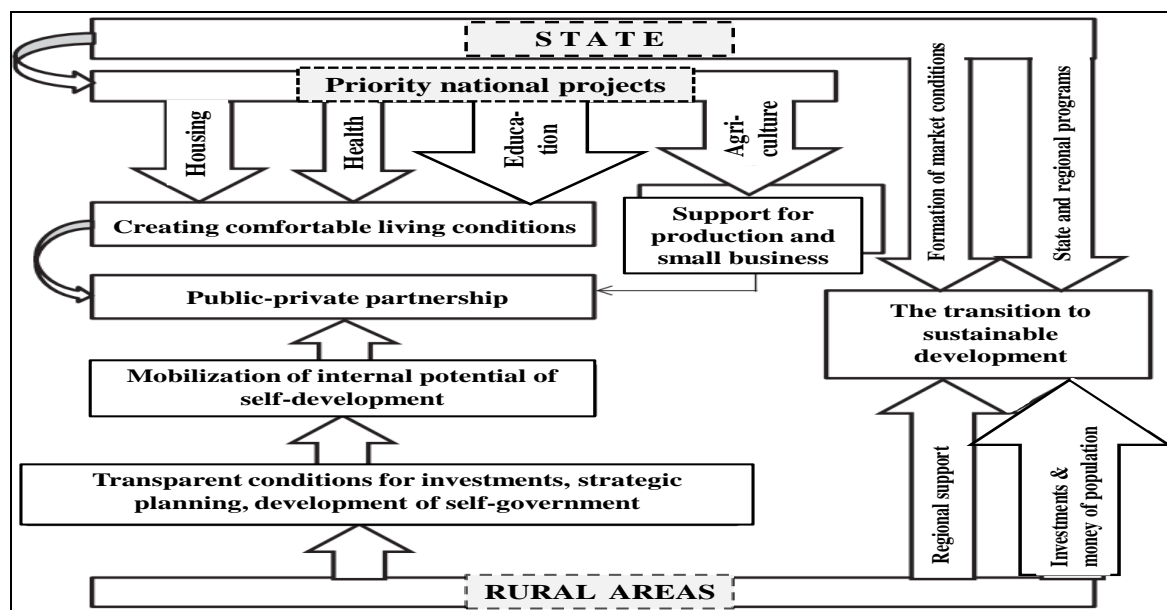 S T A T E
Priority national projects
Housing
Health
Educa-
tion
Agri-
culture
Formation of market conditions
State and regional programs
Creating comfortable living conditions
Support for
production and
small business
Public-private partnership
The transition to
sustainable
development
Mobilization of internal potential of
self-development
Transparent conditions for investments, strategic
planning, development of self-government
Regional support
Investments &
money of population
RURAL AREAS